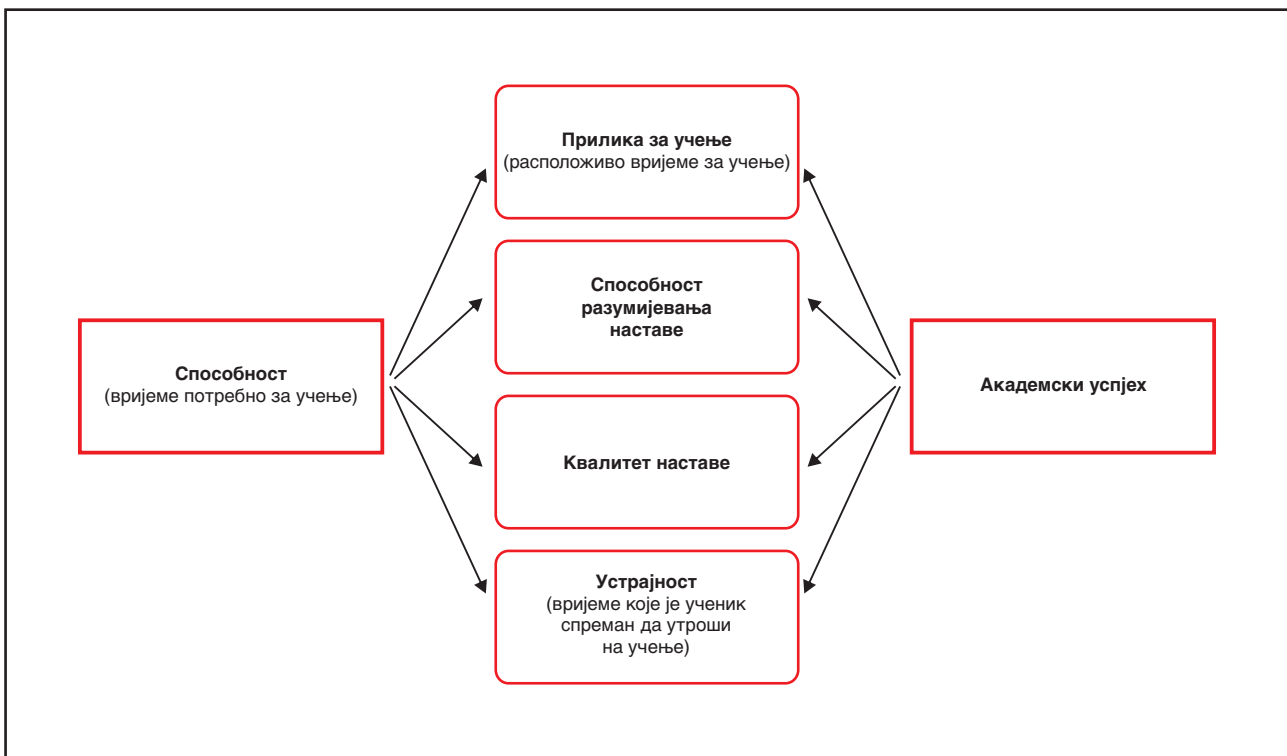 Прилика за учење
(расположиво вријеме за учење)
Способност
разумијевања
наставе
Способност
(вријеме потребно за учење)
Академски успјех
Квалитет наставе
Устрајност
(вријеме које је ученик
спреман да утроши
на учење)